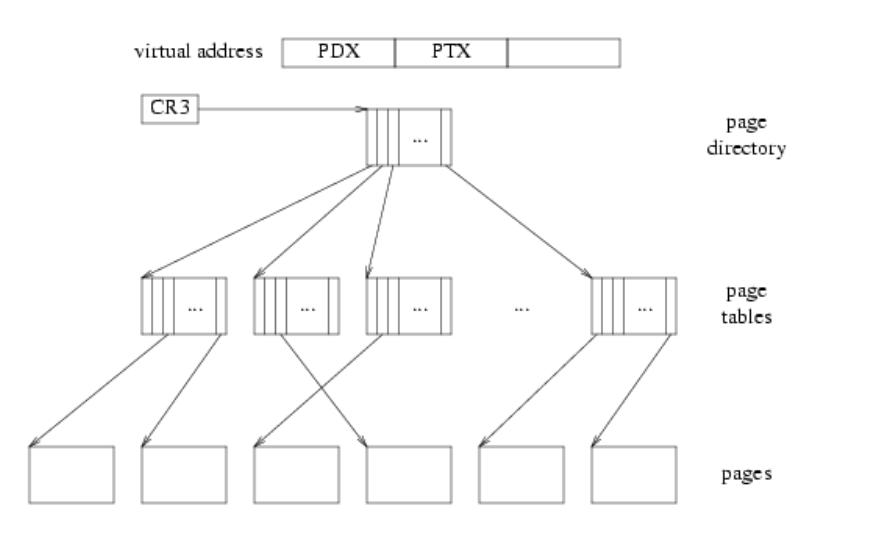 virtual address PDX PTX
CR3
page
directory
...
page
tables
... ... ... ... ...
pages